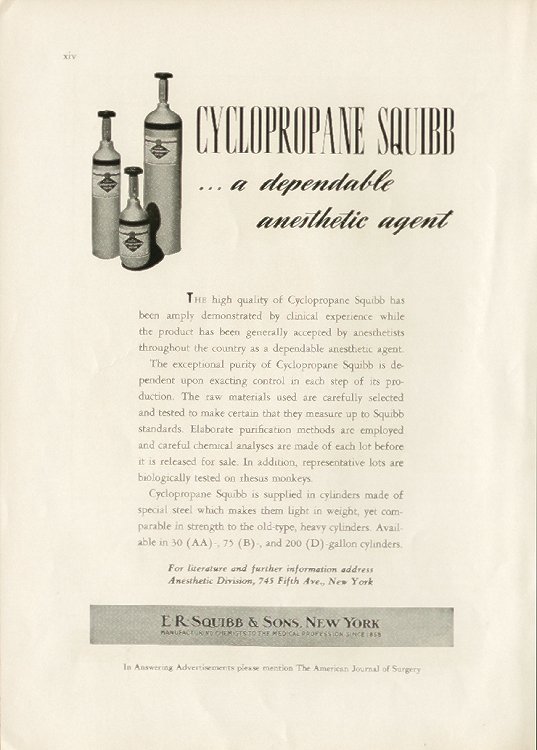 xiv
CYCLOPROPANE SQUIBB
... a dependable
anesthetic agent
THE high quality of Cyclopropane Squibb has
been amply demonstrated by clinical experience while
the product has been generally accepted by anesthetists
throughout the country as a dependable anesthetic agent.
The exceptional purity of Cyclopropane Squibb is de-
pendent upon exacting control in each step of its pro-
duction. The raw materials used are carefully selected
and tested to make certain that they measure up to Squibb
standards. Elaborate purification methods are employed
and careful chemical analyses are made of each lot before
it is released for sale. In addition, representative lots are
biologically tested on rhesus monkeys.
Cyclopropane Squibb is supplied in cylinders made of
special steel which makes them light in weight, yet com-
parable in strength to the old-type, heavy cylinders. Avail-
able in 30 (AA)-, 75 (B)-, and 200 (D)-gallon cylinders.
For literature and further information address
Anesthetic Division, 745 Fifth Ave., New York
E·R·SQUIBB & SONS, NEW YORK
MANUFACTURING CHEMISTS TO THE MEDICAL PROFESSION SINCE 1858
In Answering Advertisements please mention The American Journal of Surgery